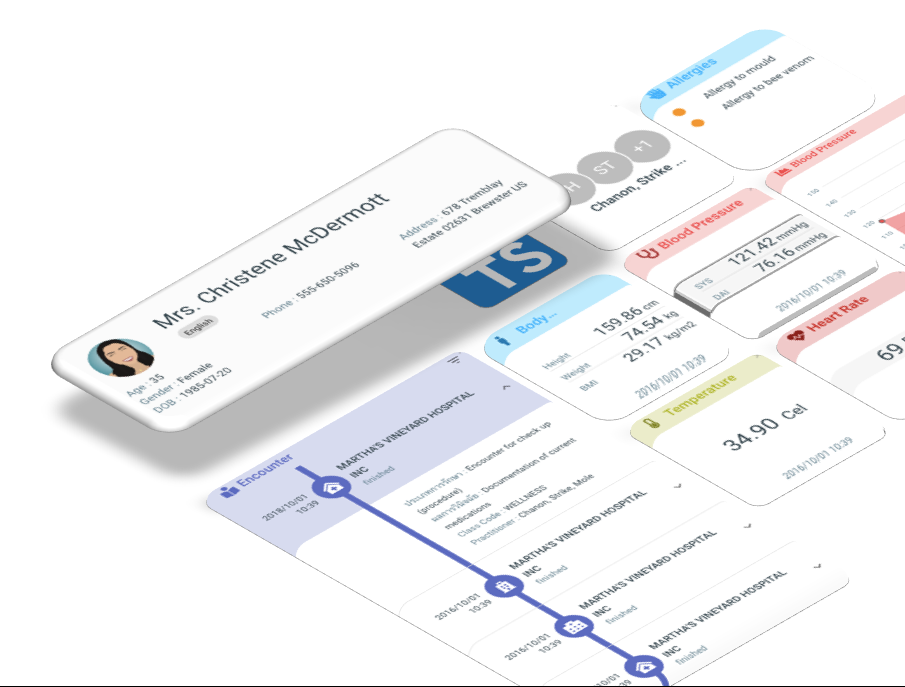 Mrs. Christene McDermott
English
Phone : 555-650-5096
Address : 678 Tremblay
Estate 02631 Brewster US
Age : 35
Gender : Female
DOB : 1985-07-20
TS
H
ST
+1
Chanon, Strike ...
Allergies
Allergy to mould
Allergy to bee venom
Blood Pressure
150
140
130
120
110
Blood Pressure
SYS
121.42 mmHg
DAI
76.16 mmHg
2016/10/01 10:39
Body...
Height
159.86 cm
Weight
74.54 kg
BMI
29.17 kg/m2
2016/10/01 10:39
Heart Rate
69
Temperature
34.90 Cel
2016/10/01 10:39
Encounter
2018/10/01
10:39
MARTHA'S VINEYARD HOSPITAL
INC
finished
ประเภทการรักษา : Encounter for check up
(procedure)
ผลการวินิจฉัย : Documentation of current
medications
Class Code : WELLNESS
Practitioner : Chanon, Strike, Mole
2016/10/01
10:39
MARTHA'S VINEYARD HOSPITAL
INC
finished
2016/10/01
10:39
MARTHA'S VINEYARD HOSPITAL
INC
finished
MARTHA'S VINEYARD HOSPITAL
INC
finished